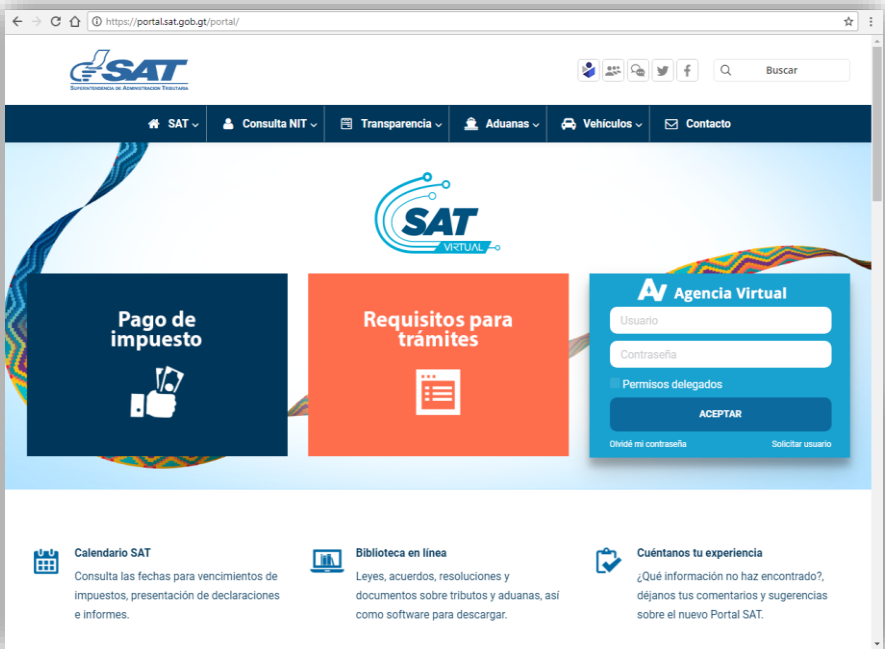 https://portal.sat.gob.gt/portal/
SAT
SUPERINTENDENCIA DE ADMINISTRACIÓN TRIBUTARIA
Buscar
SAT
Consulta NIT
Transparencia
Aduanas
Vehículos
Contacto
SAT
VIRTUAL
Pago de
impuesto
Requisitos para
trámites
AV Agencia Virtual
Usuario
Contraseña
Permisos delegados
ACEPTAR
Olvidé mi contraseña
Solicitar usuario
Calendario SAT
Consulta las fechas para vencimientos de
impuestos, presentación de declaraciones
e informes.
Biblioteca en línea
Leyes, acuerdos, resoluciones y
documentos sobre tributos y aduanas, así
como software para descargar.
Cuéntanos tu experiencia
¿Qué información no haz encontrado?,
déjanos tus comentarios y sugerencias
sobre el nuevo Portal SAT.